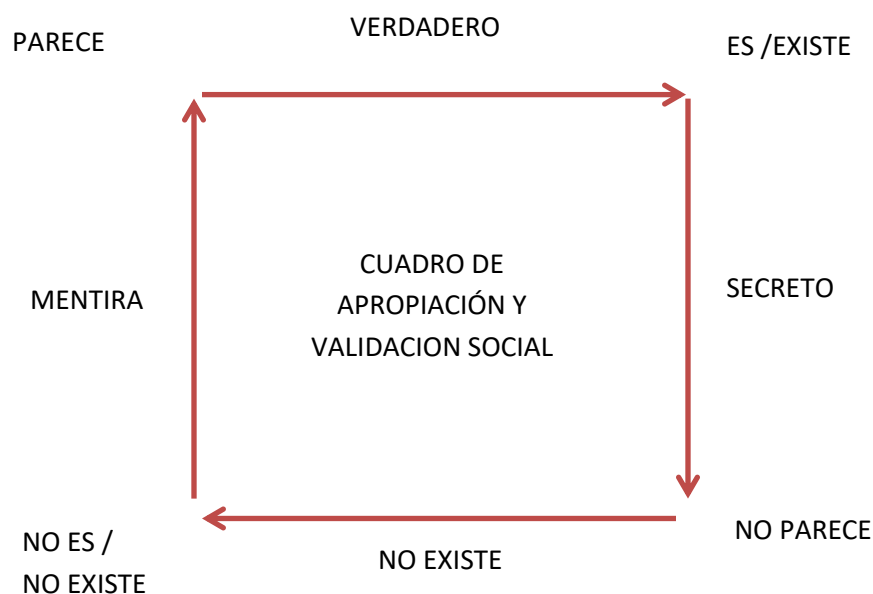 PARECE
VERDADERO
ES /EXISTE
MENTIRA
CUADRO DE
APROPIACIÓN Y
VALIDACION SOCIAL
SECRETO
NO ES /
NO EXISTE
NO EXISTE
NO PARECE